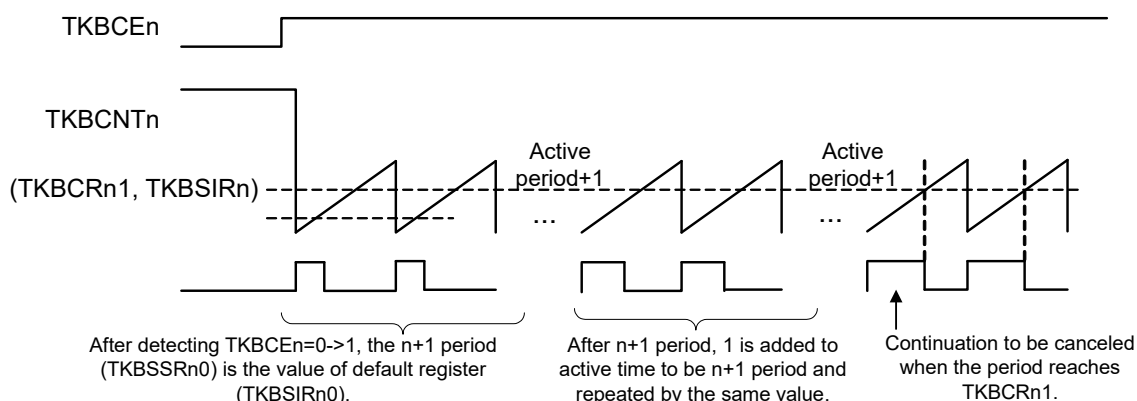 TKBCEn
TKBCNTn
(TKBCRn1, TKBSIRn)
Active
period+1
...
Active
period+1
...
After detecting TKBCEn=0->1, the n+1 period
(TKBSSRn0) is the value of default register
(TKBSIRn0).
After n+1 period, 1 is added to
active time to be n+1 period and
repeated by the same value.
Continuation to be canceled
when the period reaches
TKBCRn1.